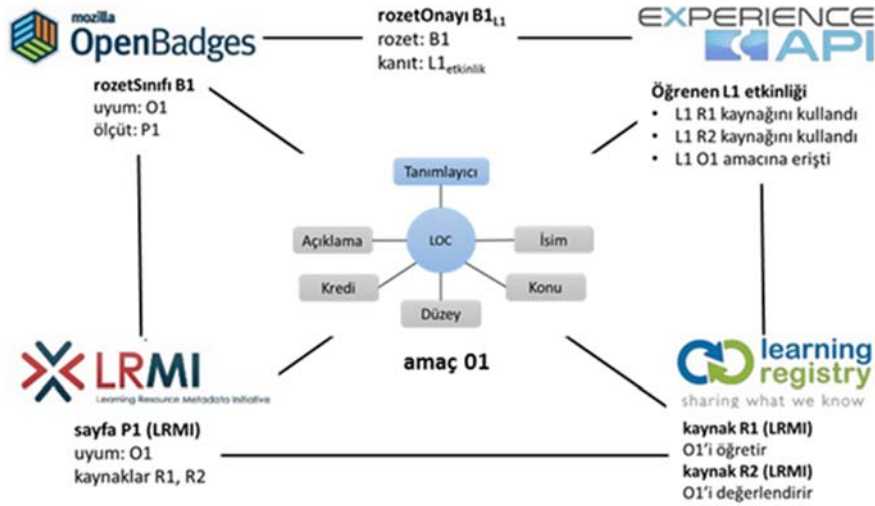 mozilla
OpenBadges
rozetOnayı B1L1
rozet: B1
kanıt: L1etkinlik
EXPERIENCE
API
rozetSınıfı B1
uyum: O1
ölçüt: P1
Öğrenen L1 etkinliği
• L1 R1 kaynağını kullandı
• L1 R2 kaynağını kullandı
• L1 O1 amacına erişti
Tanımlayıcı
Açıklama
LOC
İsim
Kredi
Konu
Düzey
amaç O1
LRMI
Learning Resource Metadata Initiative
sayfa P1 (LRMI)
uyum: O1
kaynaklar R1, R2
learning
registry
sharing what we know
kaynak R1 (LRMI)
O1'i öğretir
kaynak R2 (LRMI)
O1'i değerlendirir